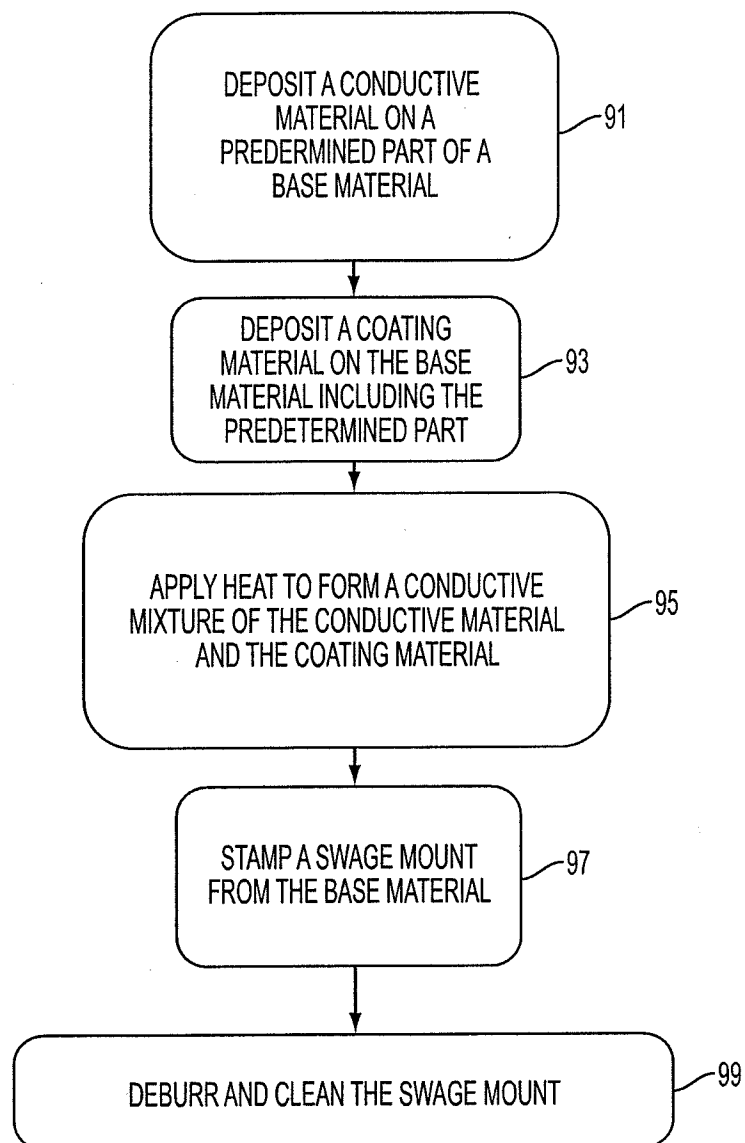 DEPOSIT A CONDUCTIVE
MATERIAL ON A
PREDERMINED PART OF A
BASE MATERIAL
91
DEPOSIT A COATING
MATERIAL ON THE BASE
MATERIAL INCLUDING THE
PREDETERMINED PART
93
APPLY HEAT TO FORM A CONDUCTIVE
MIXTURE OF THE CONDUCTIVE MATERIAL
AND THE COATING MATERIAL
95
STAMP A SWAGE MOUNT
FROM THE BASE MATERIAL
97
DEBURR AND CLEAN THE SWAGE MOUNT
99